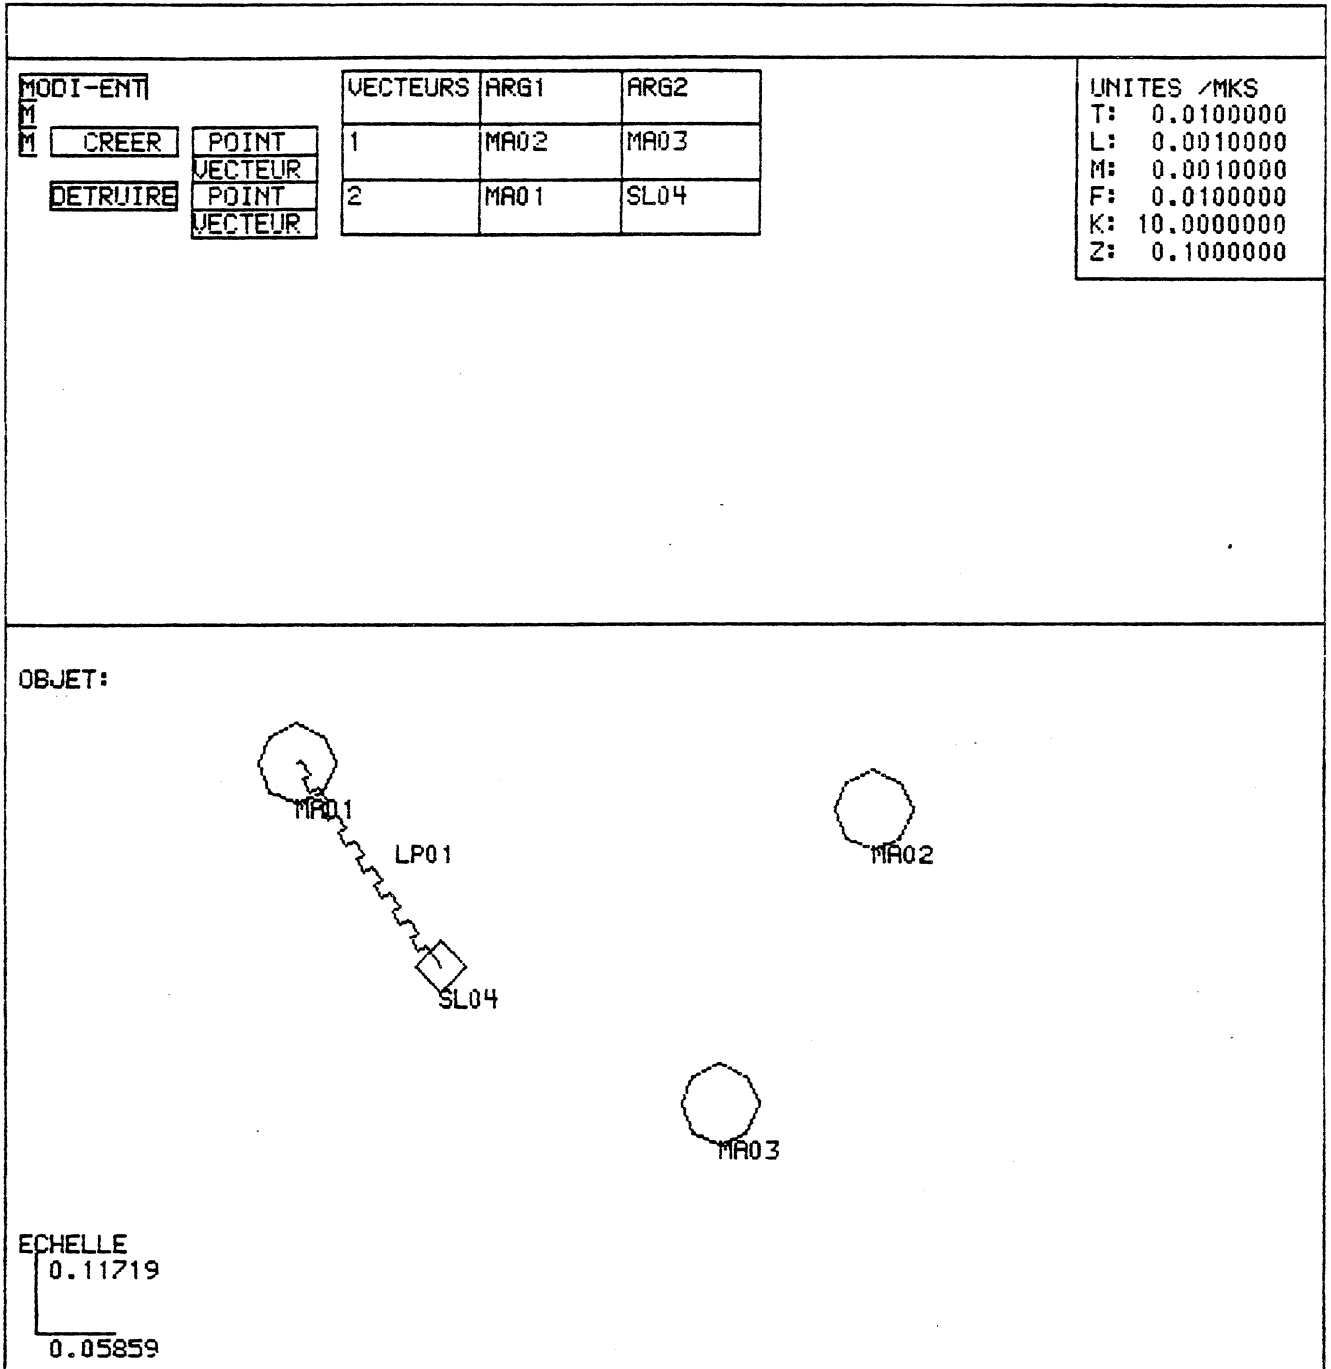 MODI-ENT
M
M CREER POINT
VECTEUR
DETRUIRE POINT
VECTEUR
VECTEURS ARG1 ARG2
1 MA02 MA03
2 MA01 SL04
UNITES /MKS
T: 0.0100000
L: 0.0010000
M: 0.0010000
F: 0.0100000
K: 10.0000000
Z: 0.1000000
OBJET:
MA01
LP01
MA02
SL04
MA03
ECHELLE
0.11719
0.05859